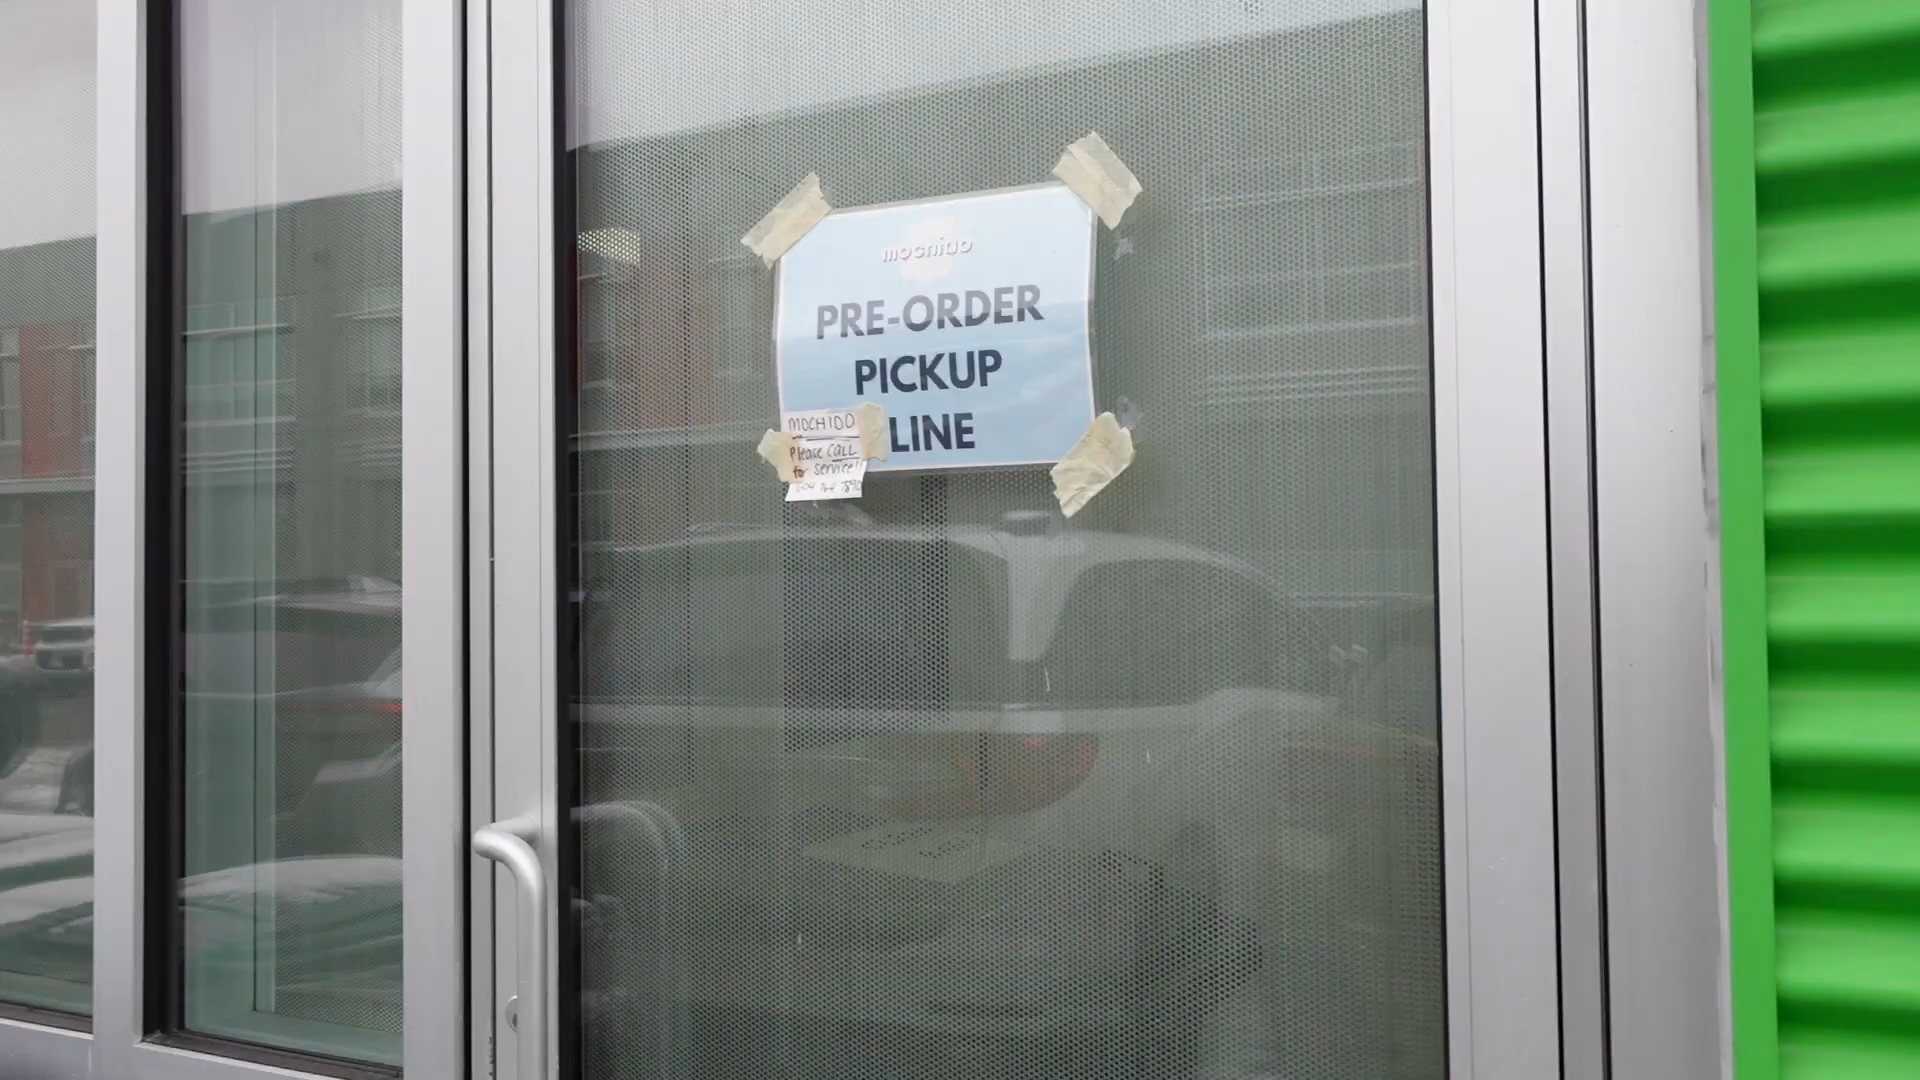 mochido
PRE-ORDER
PICKUP
LINE
MOCHIDO
Please CALL
for service!!